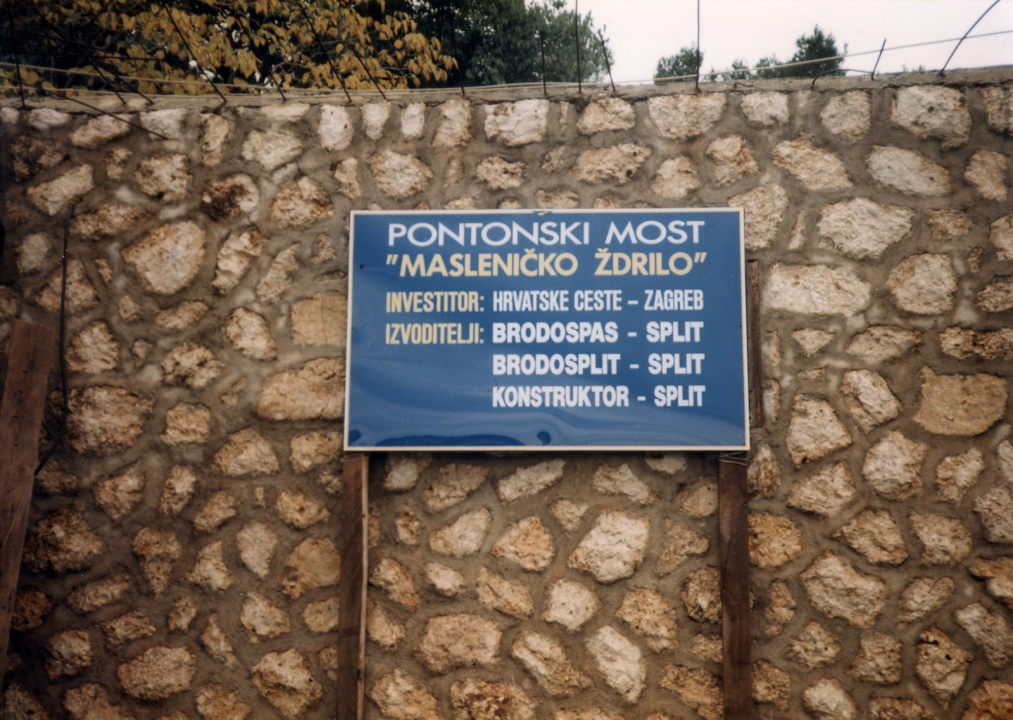 PONTONSKI MOST
"MASLENIČKO ŽDRILO"
INVESTITOR: HRVATSKE CESTE - ZAGREB
IZVODITELJI: BRODOSPAS - SPLIT
BRODOSPLIT - SPLIT
KONSTRUKTOR - SPLIT